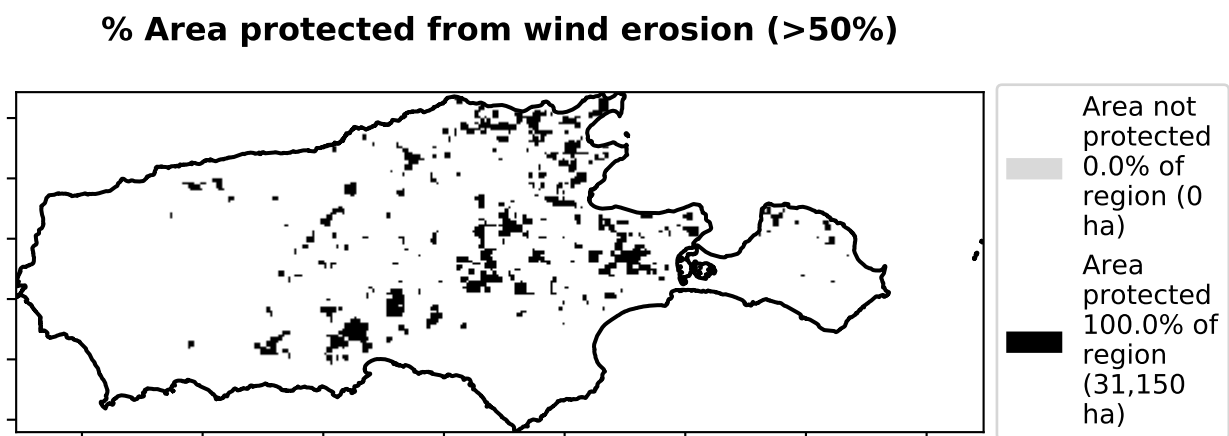 % Area protected from wind erosion (>50%)
Area not
protected
0.0% of
region (0
ha)
Area
protected
100.0% of
region
(31,150
ha)